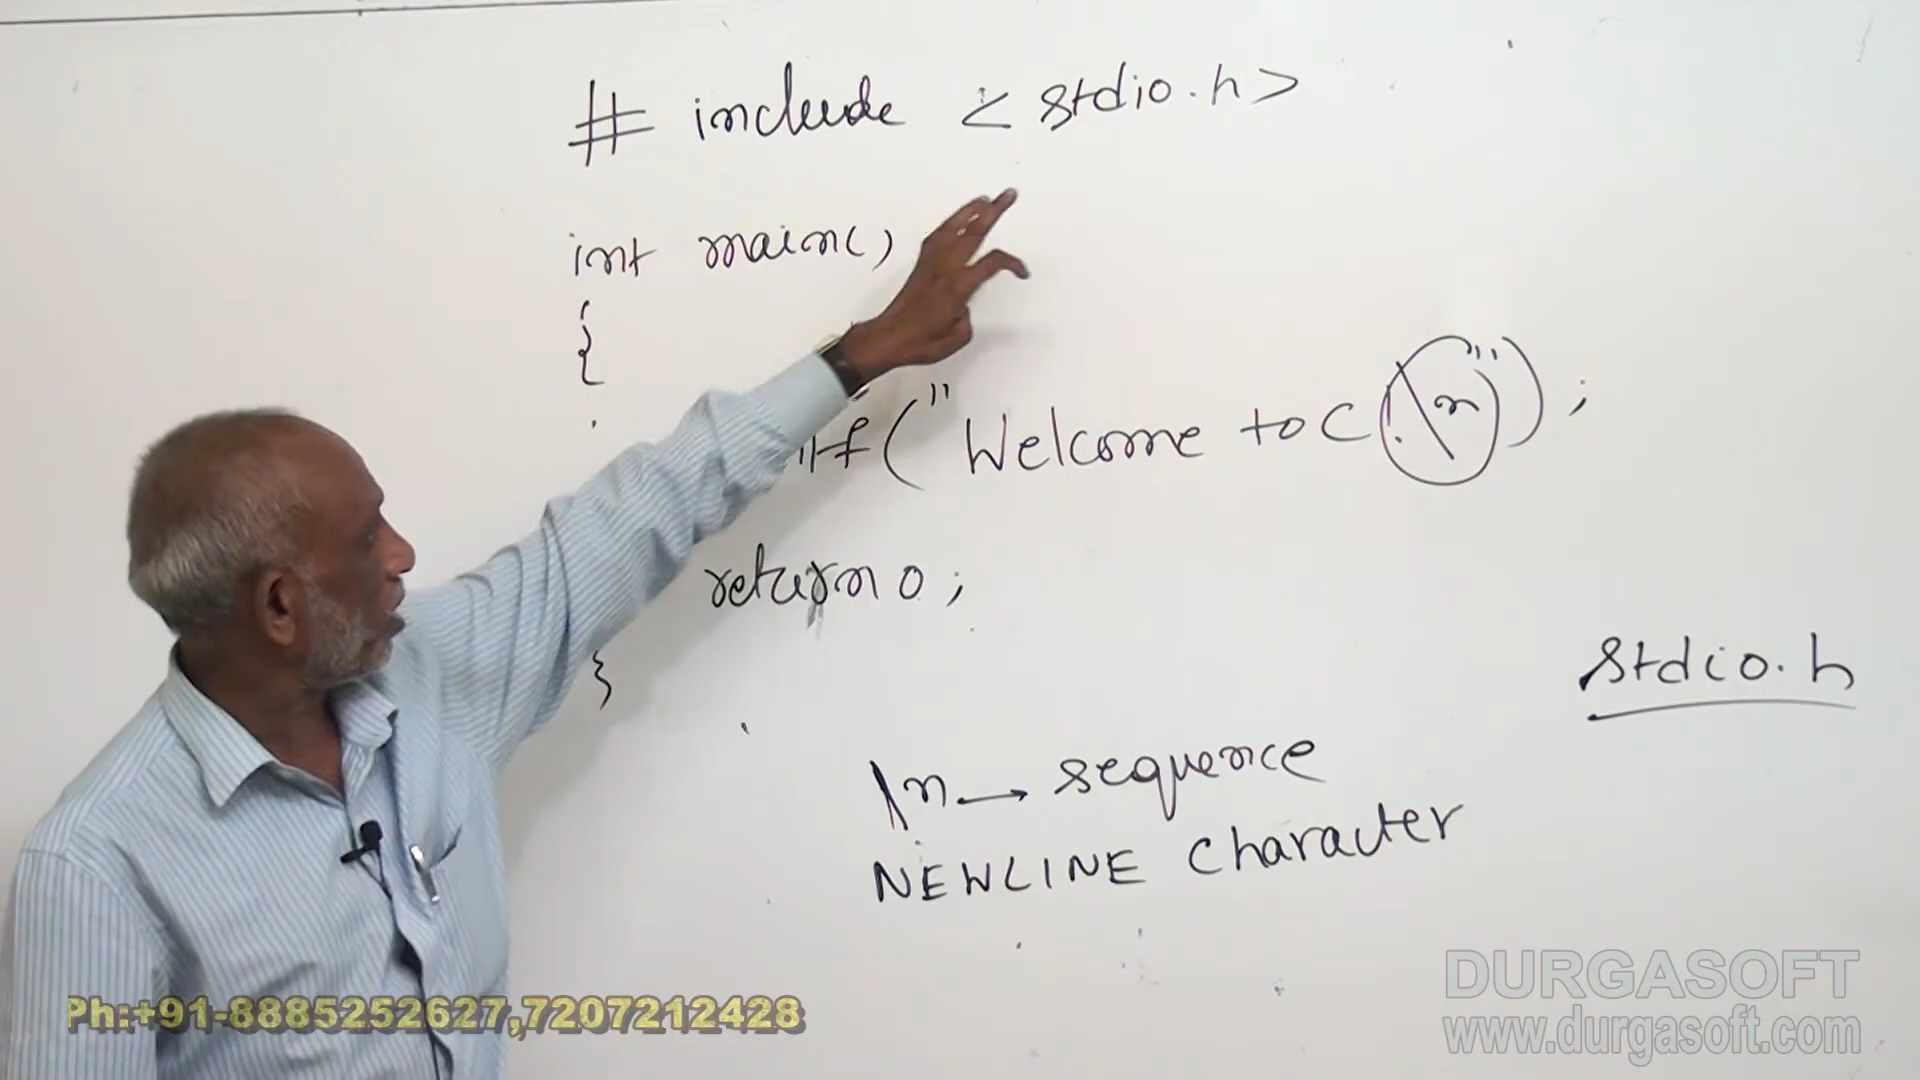 # include < stdio.h>
int main()
{
("Welcome to C.\n");
return 0;
}
stdio.h
\n → sequence
NEWLINE character
DURGASOFT
www.durgasoft.com
Ph:+91-8885252627,7207212428